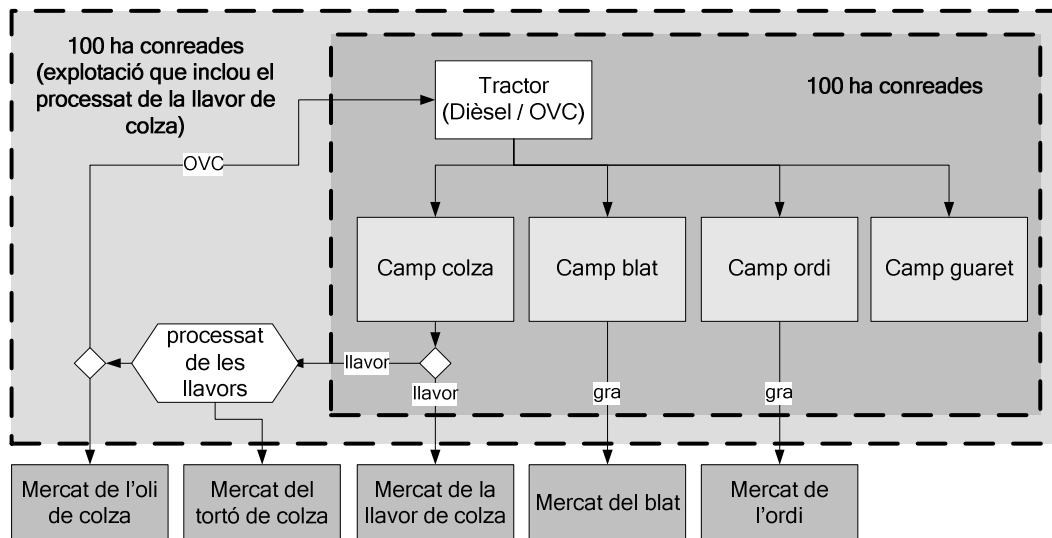 100 ha conreades
(explotació que inclou el
processat de la llavor de
colza)
100 ha conreades
Tractor
(Dièsel / OVC)
OVC
Camp colza
Camp blat
Camp ordi
Camp guaret
processat
de les
llavors
llavor
llavor
gra
gra
Mercat de l’oli
de colza
Mercat del
tortó de colza
Mercat de la
llavor de colza
Mercat del blat
Mercat de
l’ordi